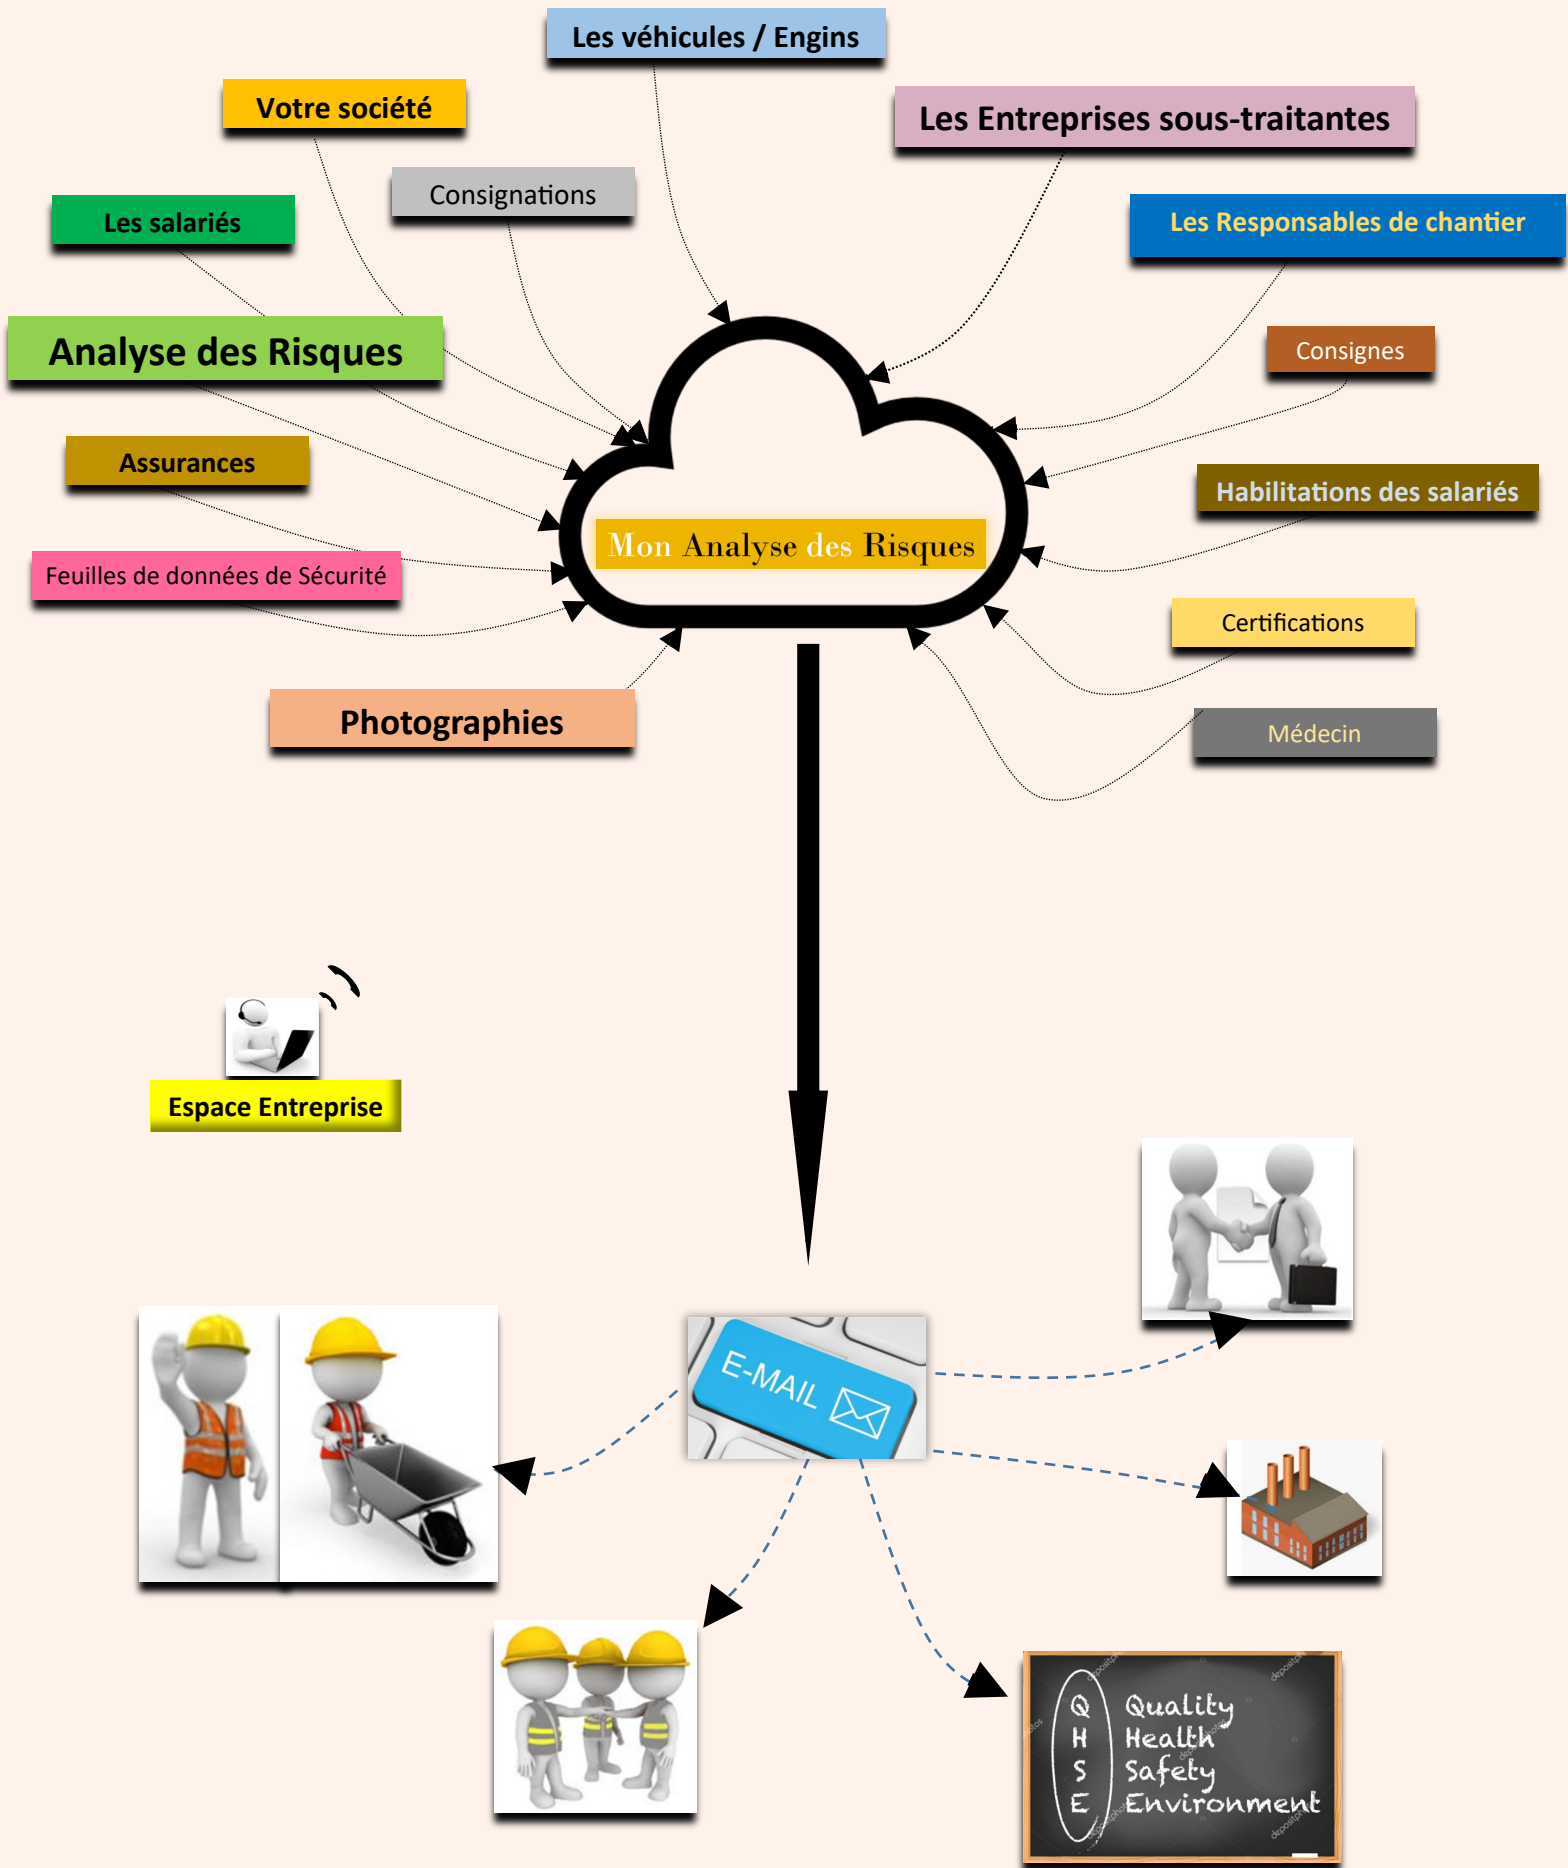 Les véhicules / Engins
Votre société
Les Entreprises sous-traitantes
Consignations
Les salariés
Les Responsables de chantier
Analyse des Risques
Consignes
Assurances
Habilitations des salariés
Mon Analyse des Risques
Feuilles de données de Sécurité
Certifications
Photographies
Médecin
Espace Entreprise
E-MAIL
Q Quality
H Health
S Safety
E Environment
depositphotos